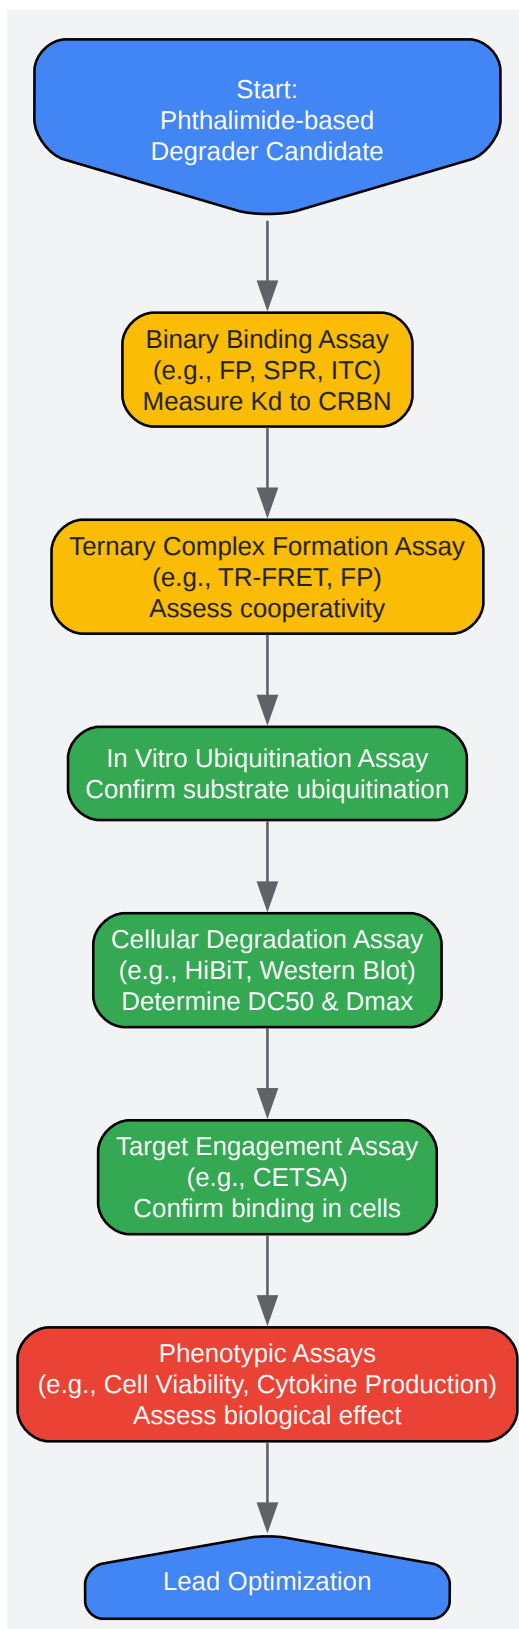 Start:
Phthalimide-based
Degrader Candidate
Binary Binding Assay
(e.g., FP, SPR, ITC)
Measure Kd to CRBN
Ternary Complex Formation Assay
(e.g., TR-FRET, FP)
Assess cooperativity
In Vitro Ubiquitination Assay
Confirm substrate ubiquitination
Cellular Degradation Assay
(e.g., HiBiT, Western Blot)
Determine DC50 & Dmax
Target Engagement Assay
(e.g., CETSA)
Confirm binding in cells
Phenotypic Assays
(e.g., Cell Viability, Cytokine Production)
Assess biological effect
Lead Optimization